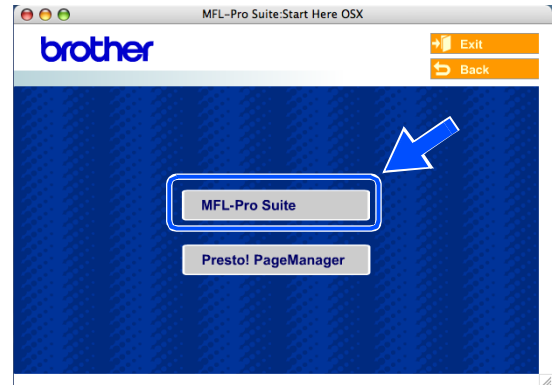 MFL-Pro Suite:Start Here OSX
brother
Exit
Back
MFL-Pro Suite
Presto! PageManager